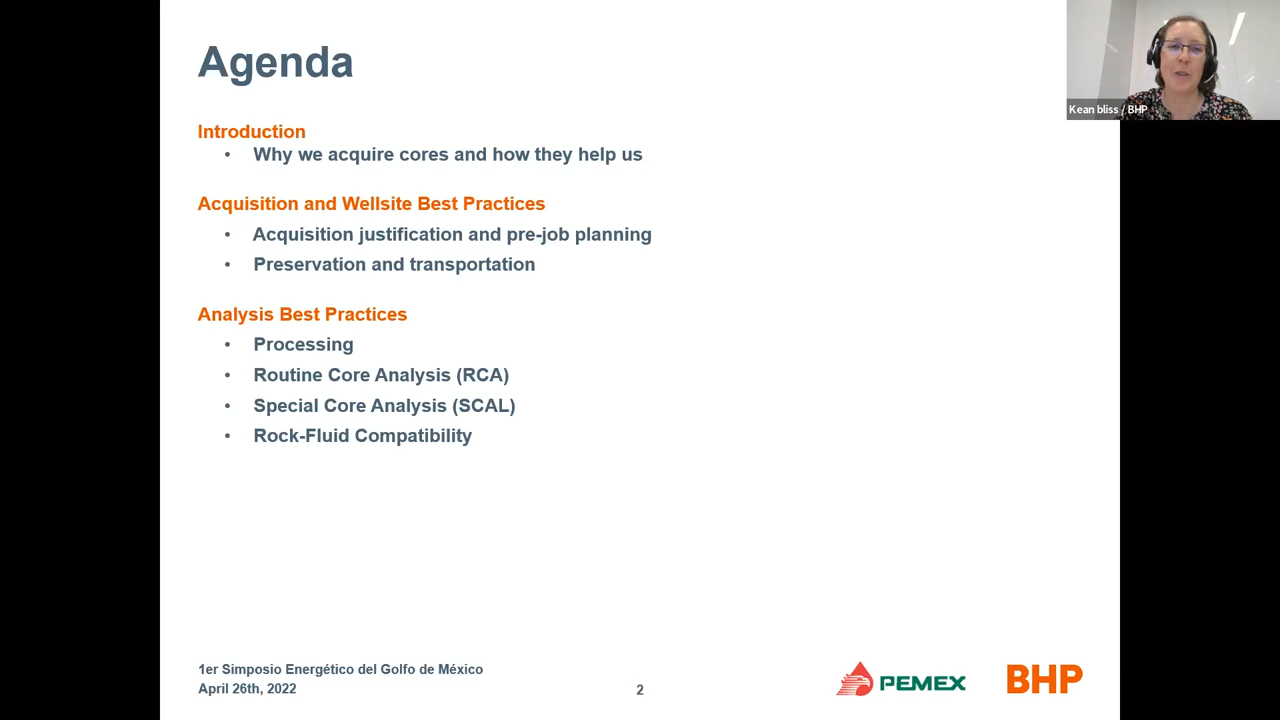 Agenda
Kean bliss / BHP
Introduction
• Why we acquire cores and how they help us
Acquisition and Wellsite Best Practices
• Acquisition justification and pre-job planning
• Preservation and transportation
Analysis Best Practices
• Processing
• Routine Core Analysis (RCA)
• Special Core Analysis (SCAL)
• Rock-Fluid Compatibility
1er Simposio Energético del Golfo de México
April 26th, 2022
2
PEMEX
BHP